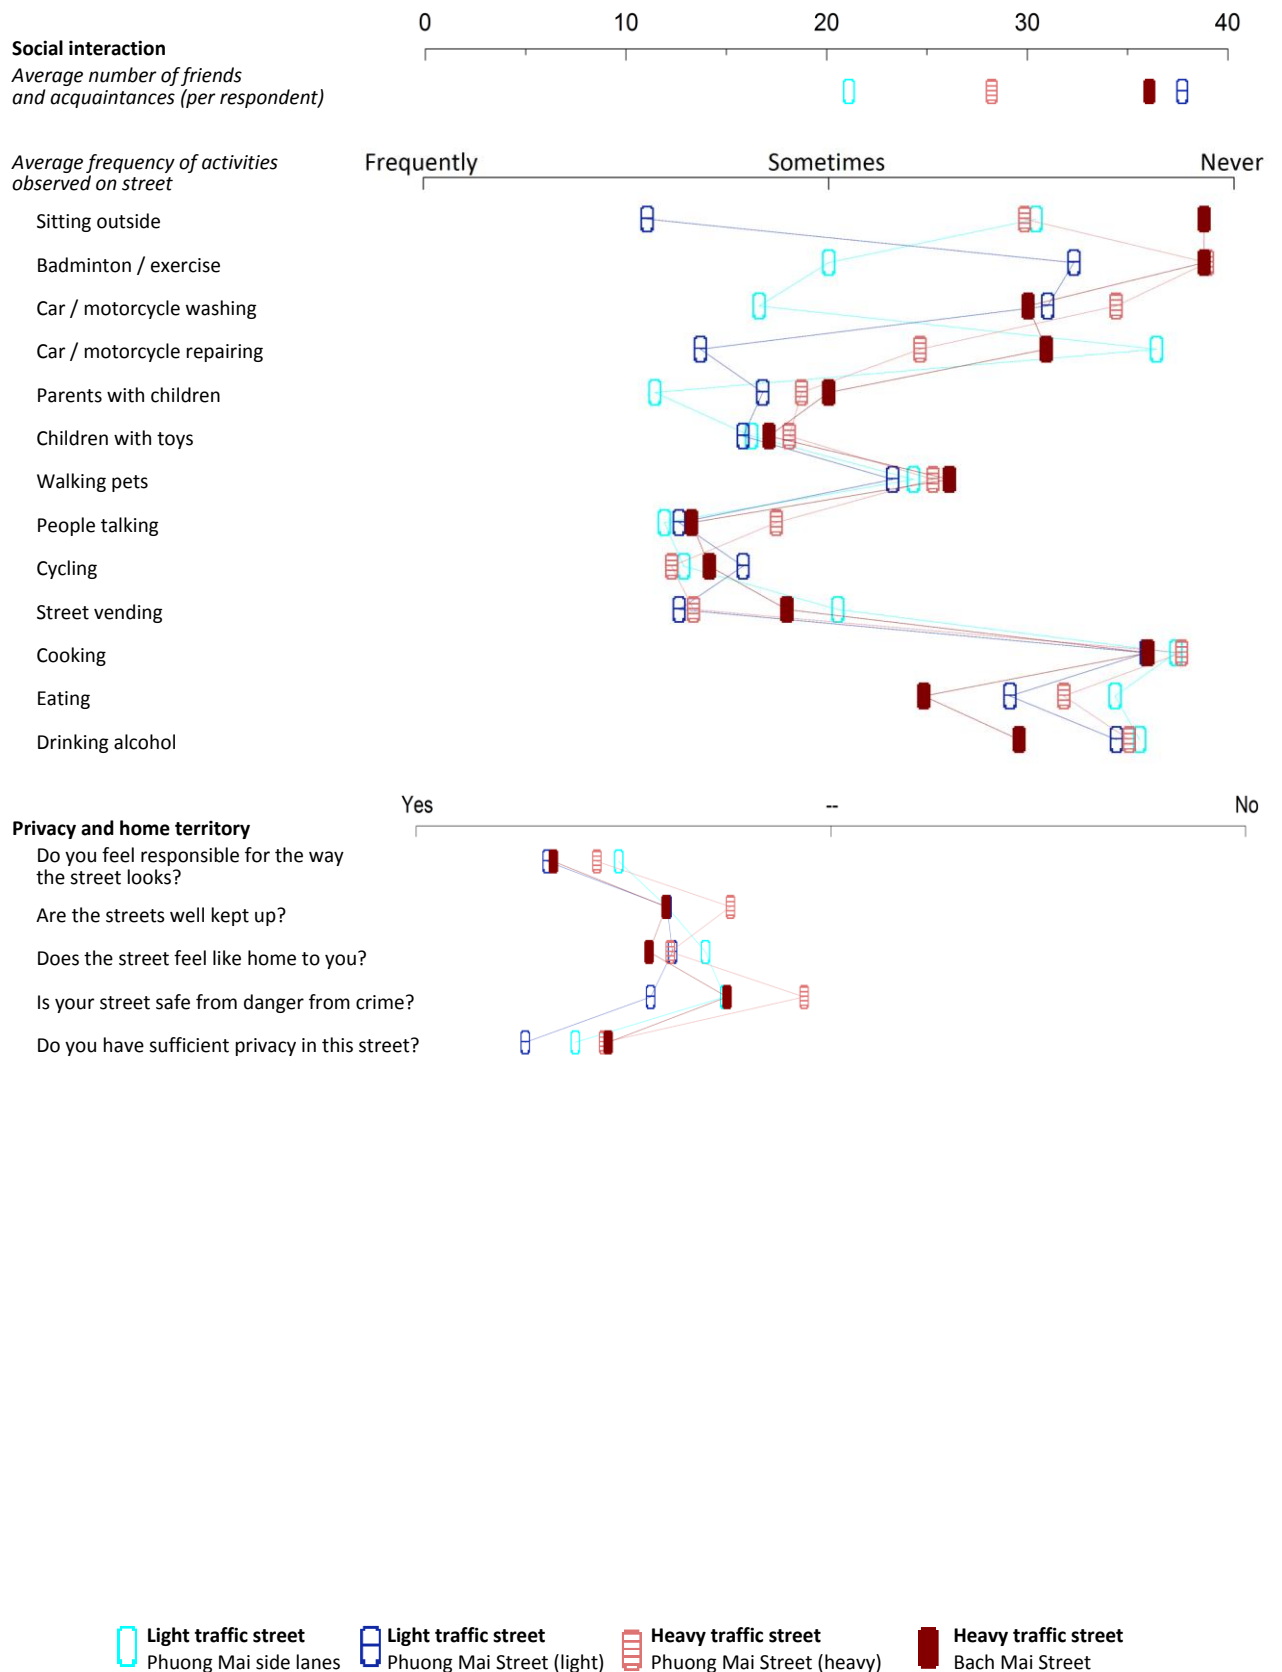 0 10 20 30 40
Social interaction
Average number of friends
and acquaintances (per respondent)
Average frequency of activities
observed on street
Frequently Sometimes Never
Sitting outside
Badminton / exercise
Car / motorcycle washing
Car / motorcycle repairing
Parents with children
Children with toys
Walking pets
People talking
Cycling
Street vending
Cooking
Eating
Drinking alcohol
Yes -- No
Privacy and home territory
Do you feel responsible for the way
the street looks?
Are the streets well kept up?
Does the street feel like home to you?
Is your street safe from danger from crime?
Do you have sufficient privacy in this street?
Light traffic street
Phuong Mai side lanes
Light traffic street
Phuong Mai Street (light)
Heavy traffic street
Phuong Mai Street (heavy)
Heavy traffic street
Bach Mai Street